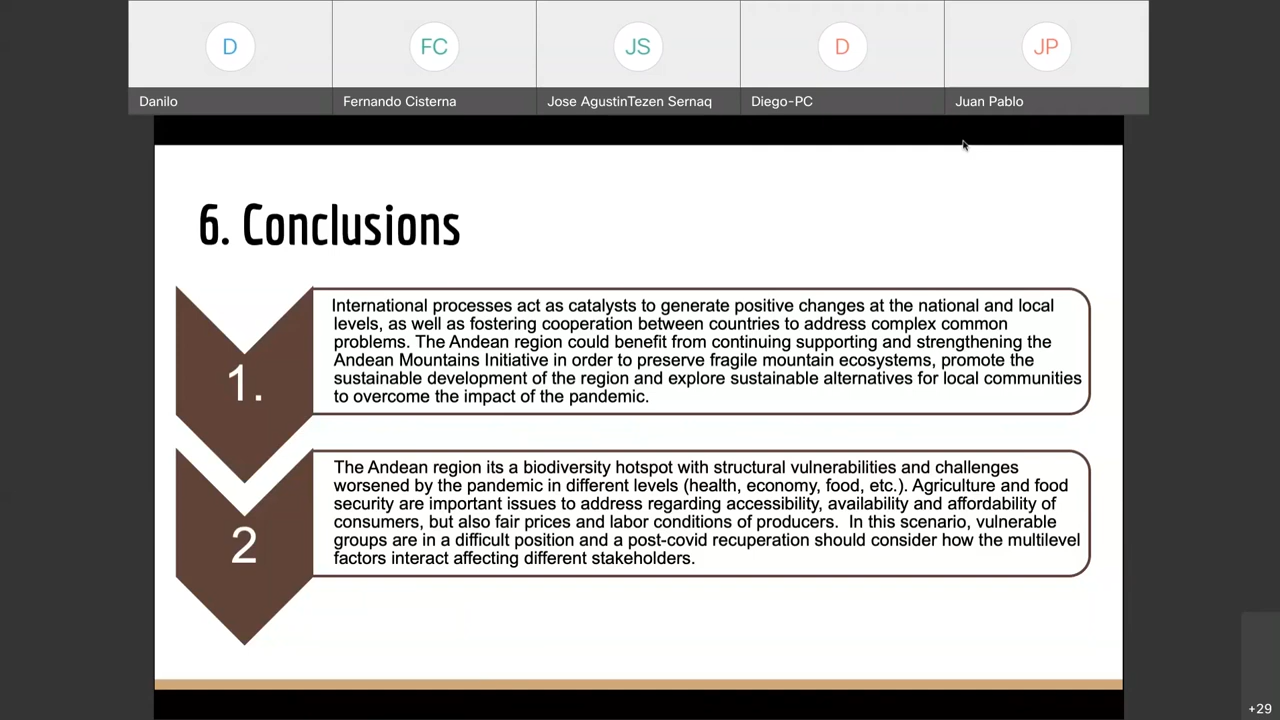 D
FC
JS
D
JP
Danilo
Fernando Cisterna
Jose AgustinTezen Sernaq
Diego-PC
Juan Pablo
6. Conclusions
1.
International processes act as catalysts to generate positive changes at the national and local
levels, as well as fostering cooperation between countries to address complex common
problems. The Andean region could benefit from continuing supporting and strengthening the
Andean Mountains Initiative in order to preserve fragile mountain ecosystems, promote the
sustainable development of the region and explore sustainable alternatives for local communities
to overcome the impact of the pandemic.
2
The Andean region its a biodiversity hotspot with structural vulnerabilities and challenges
worsened by the pandemic in different levels (health, economy, food, etc.). Agriculture and food
security are important issues to address regarding accessibility, availability and affordability of
consumers, but also fair prices and labor conditions of producers.  In this scenario, vulnerable
groups are in a difficult position and a post-covid recuperation should consider how the multilevel
factors interact affecting different stakeholders.
+29